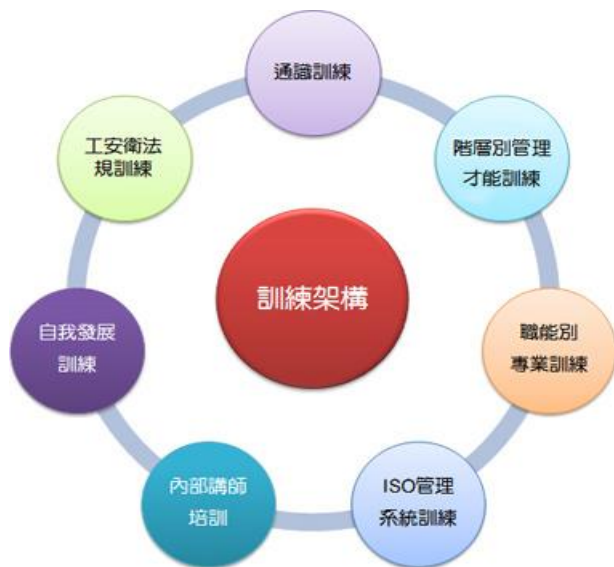 通識訓練
工安衛法
規訓練
階層別管理
才能訓練
訓練架構
自我發展
訓練
職能別
專業訓練
內部講師
培訓
ISO管理
系統訓練